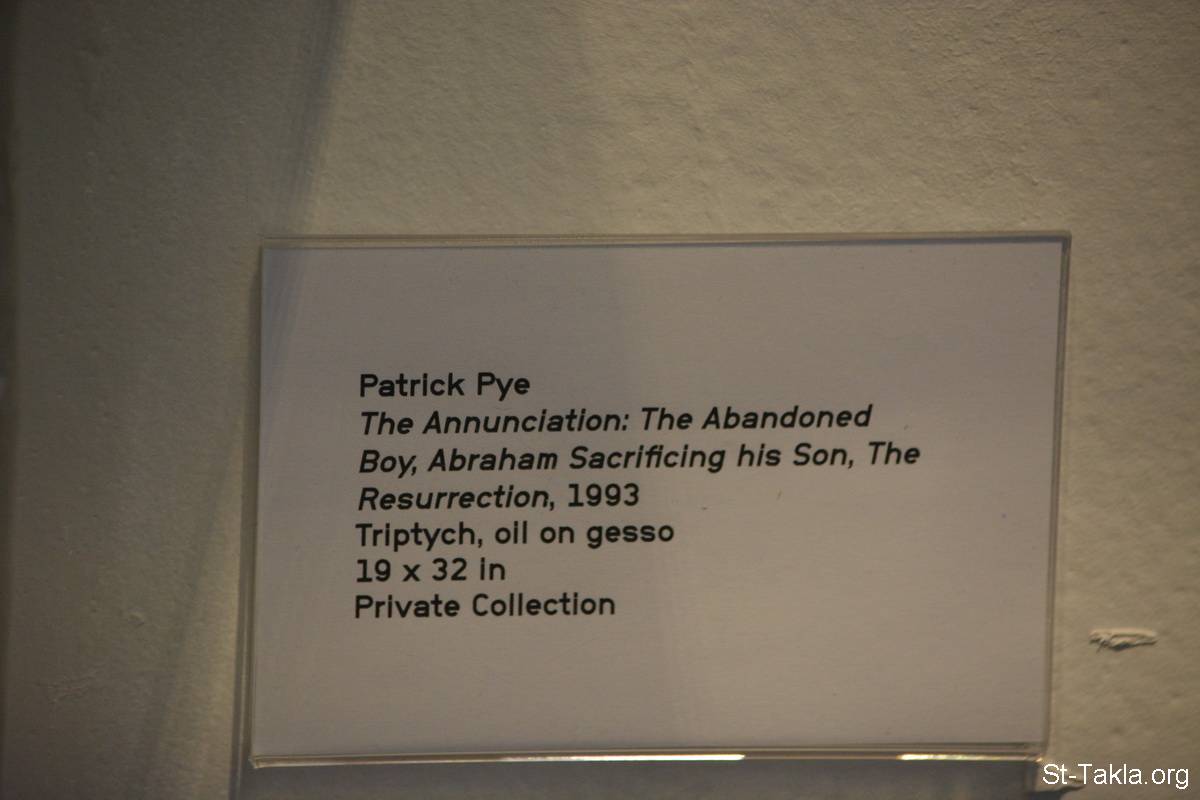 Patrick Pye
The Annunciation: The Abandoned
Boy, Abraham Sacrificing his Son, The
Resurrection, 1993
Triptych, oil on gesso
19 x 32 in
Private Collection
St-Takla.org